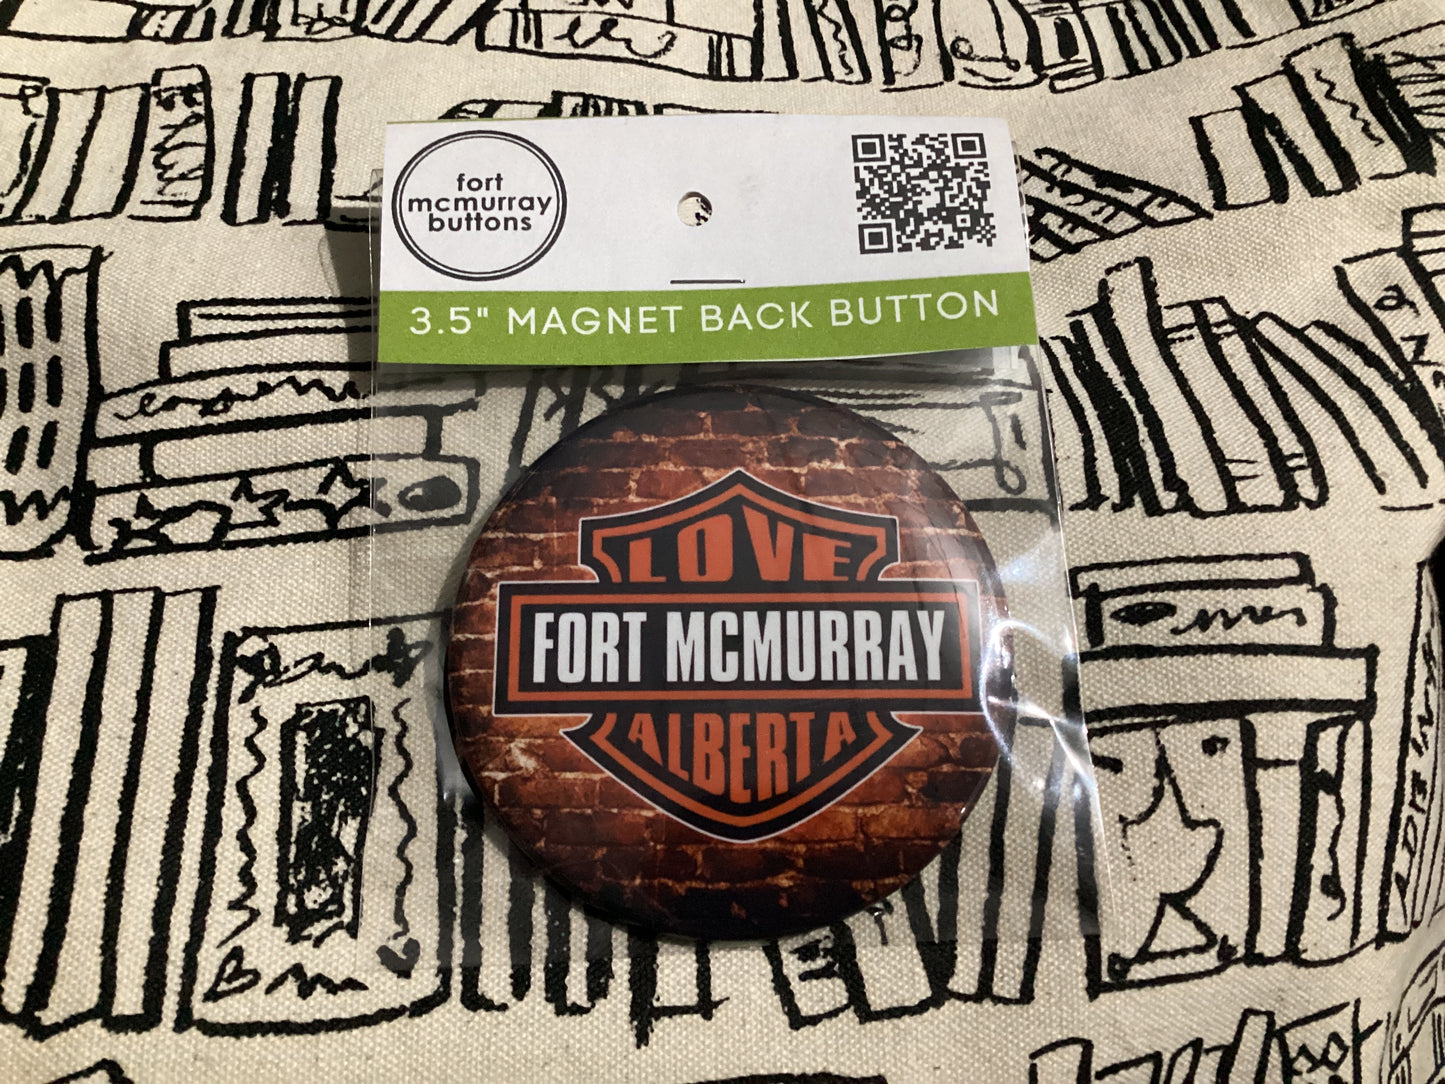 fort
mcmurray
buttons
3.5" MAGNET BACK BUTTON
LOVE
FORT MCMURRAY
ALBERTA